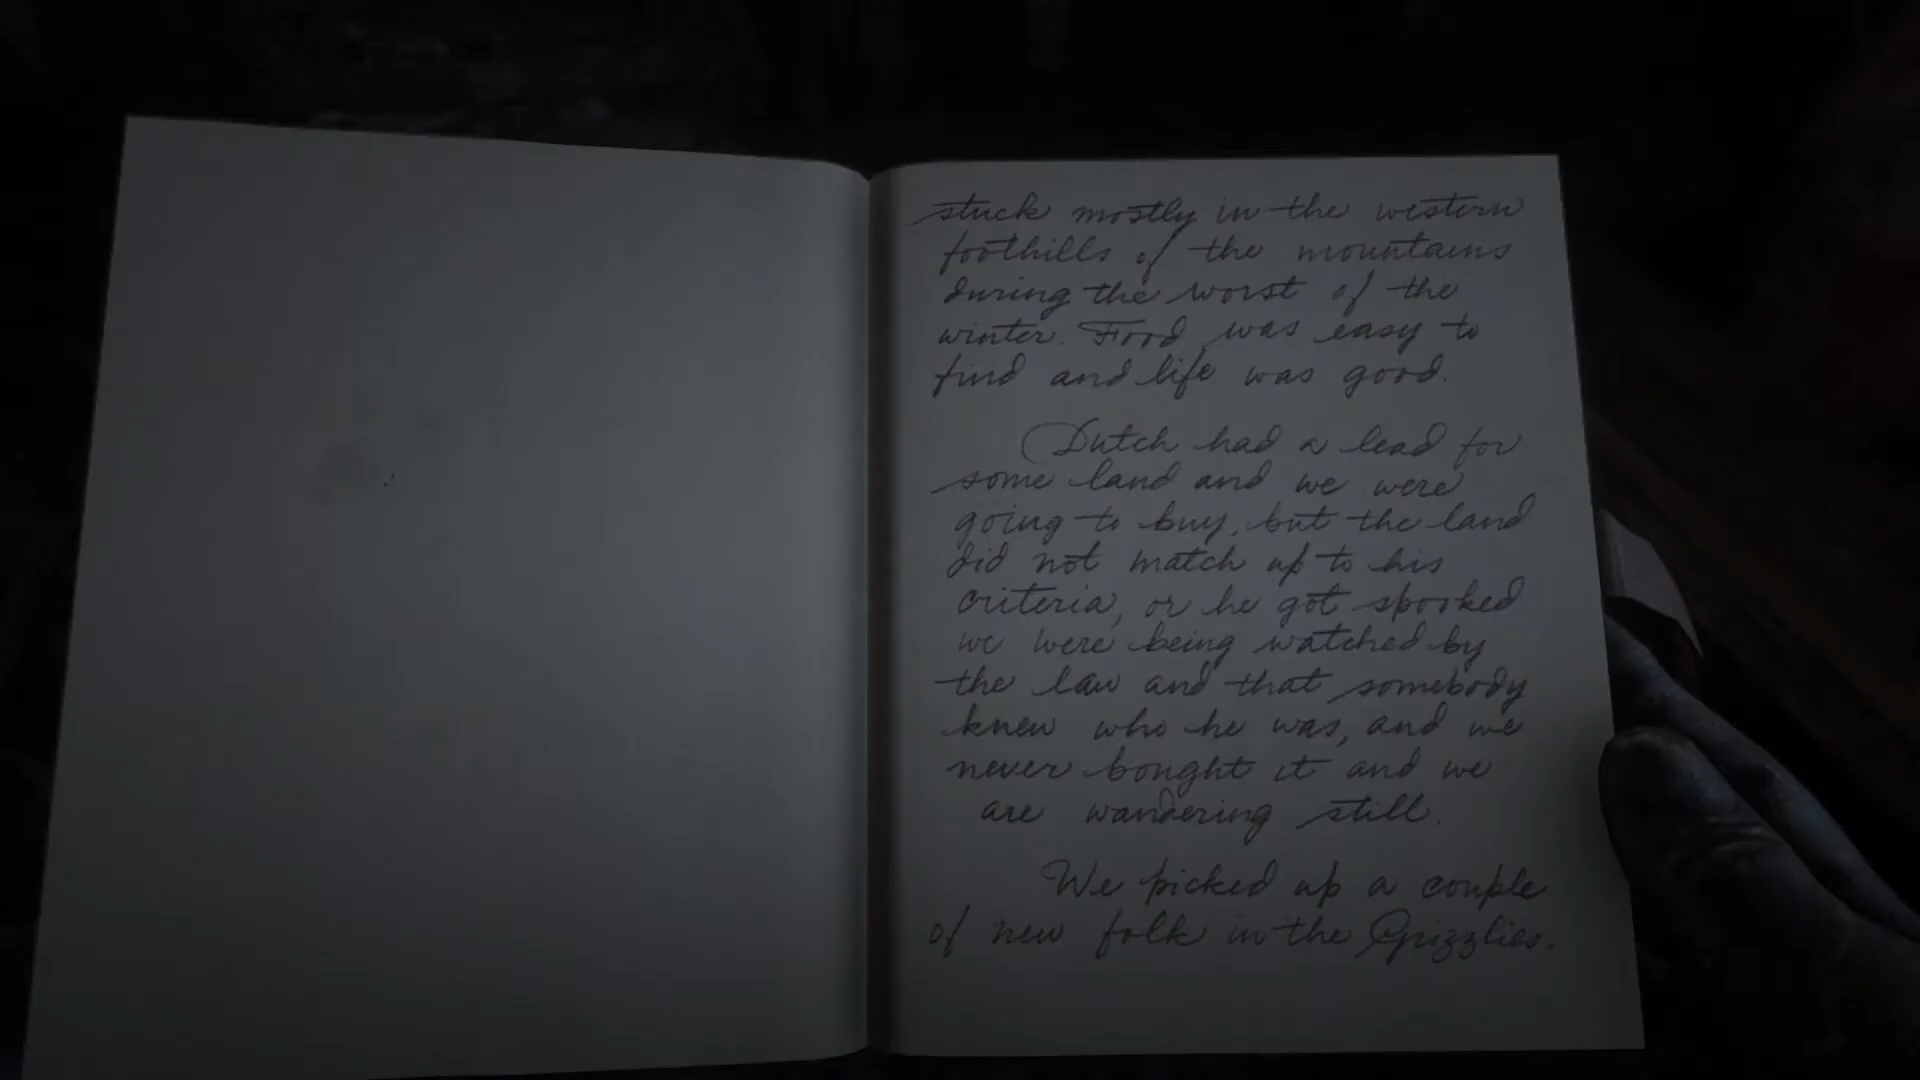 stuck mostly in the western
foothills of the mountains
during the worst of the
winter. Food was easy to
find and life was good.
Dutch had a lead for
some land and we were
going to buy, but the land
did not match up to his
criteria, or he got spooked
we were being watched by
the law and that somebody
knew who he was, and we
never bought it and we
are wandering still.
We picked up a couple
of new folk in the Grizzlies.